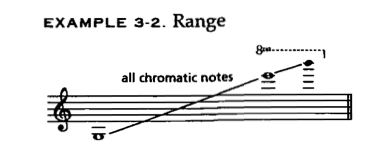 EXAMPLE 3-2. Range
8va
all chromatic notes